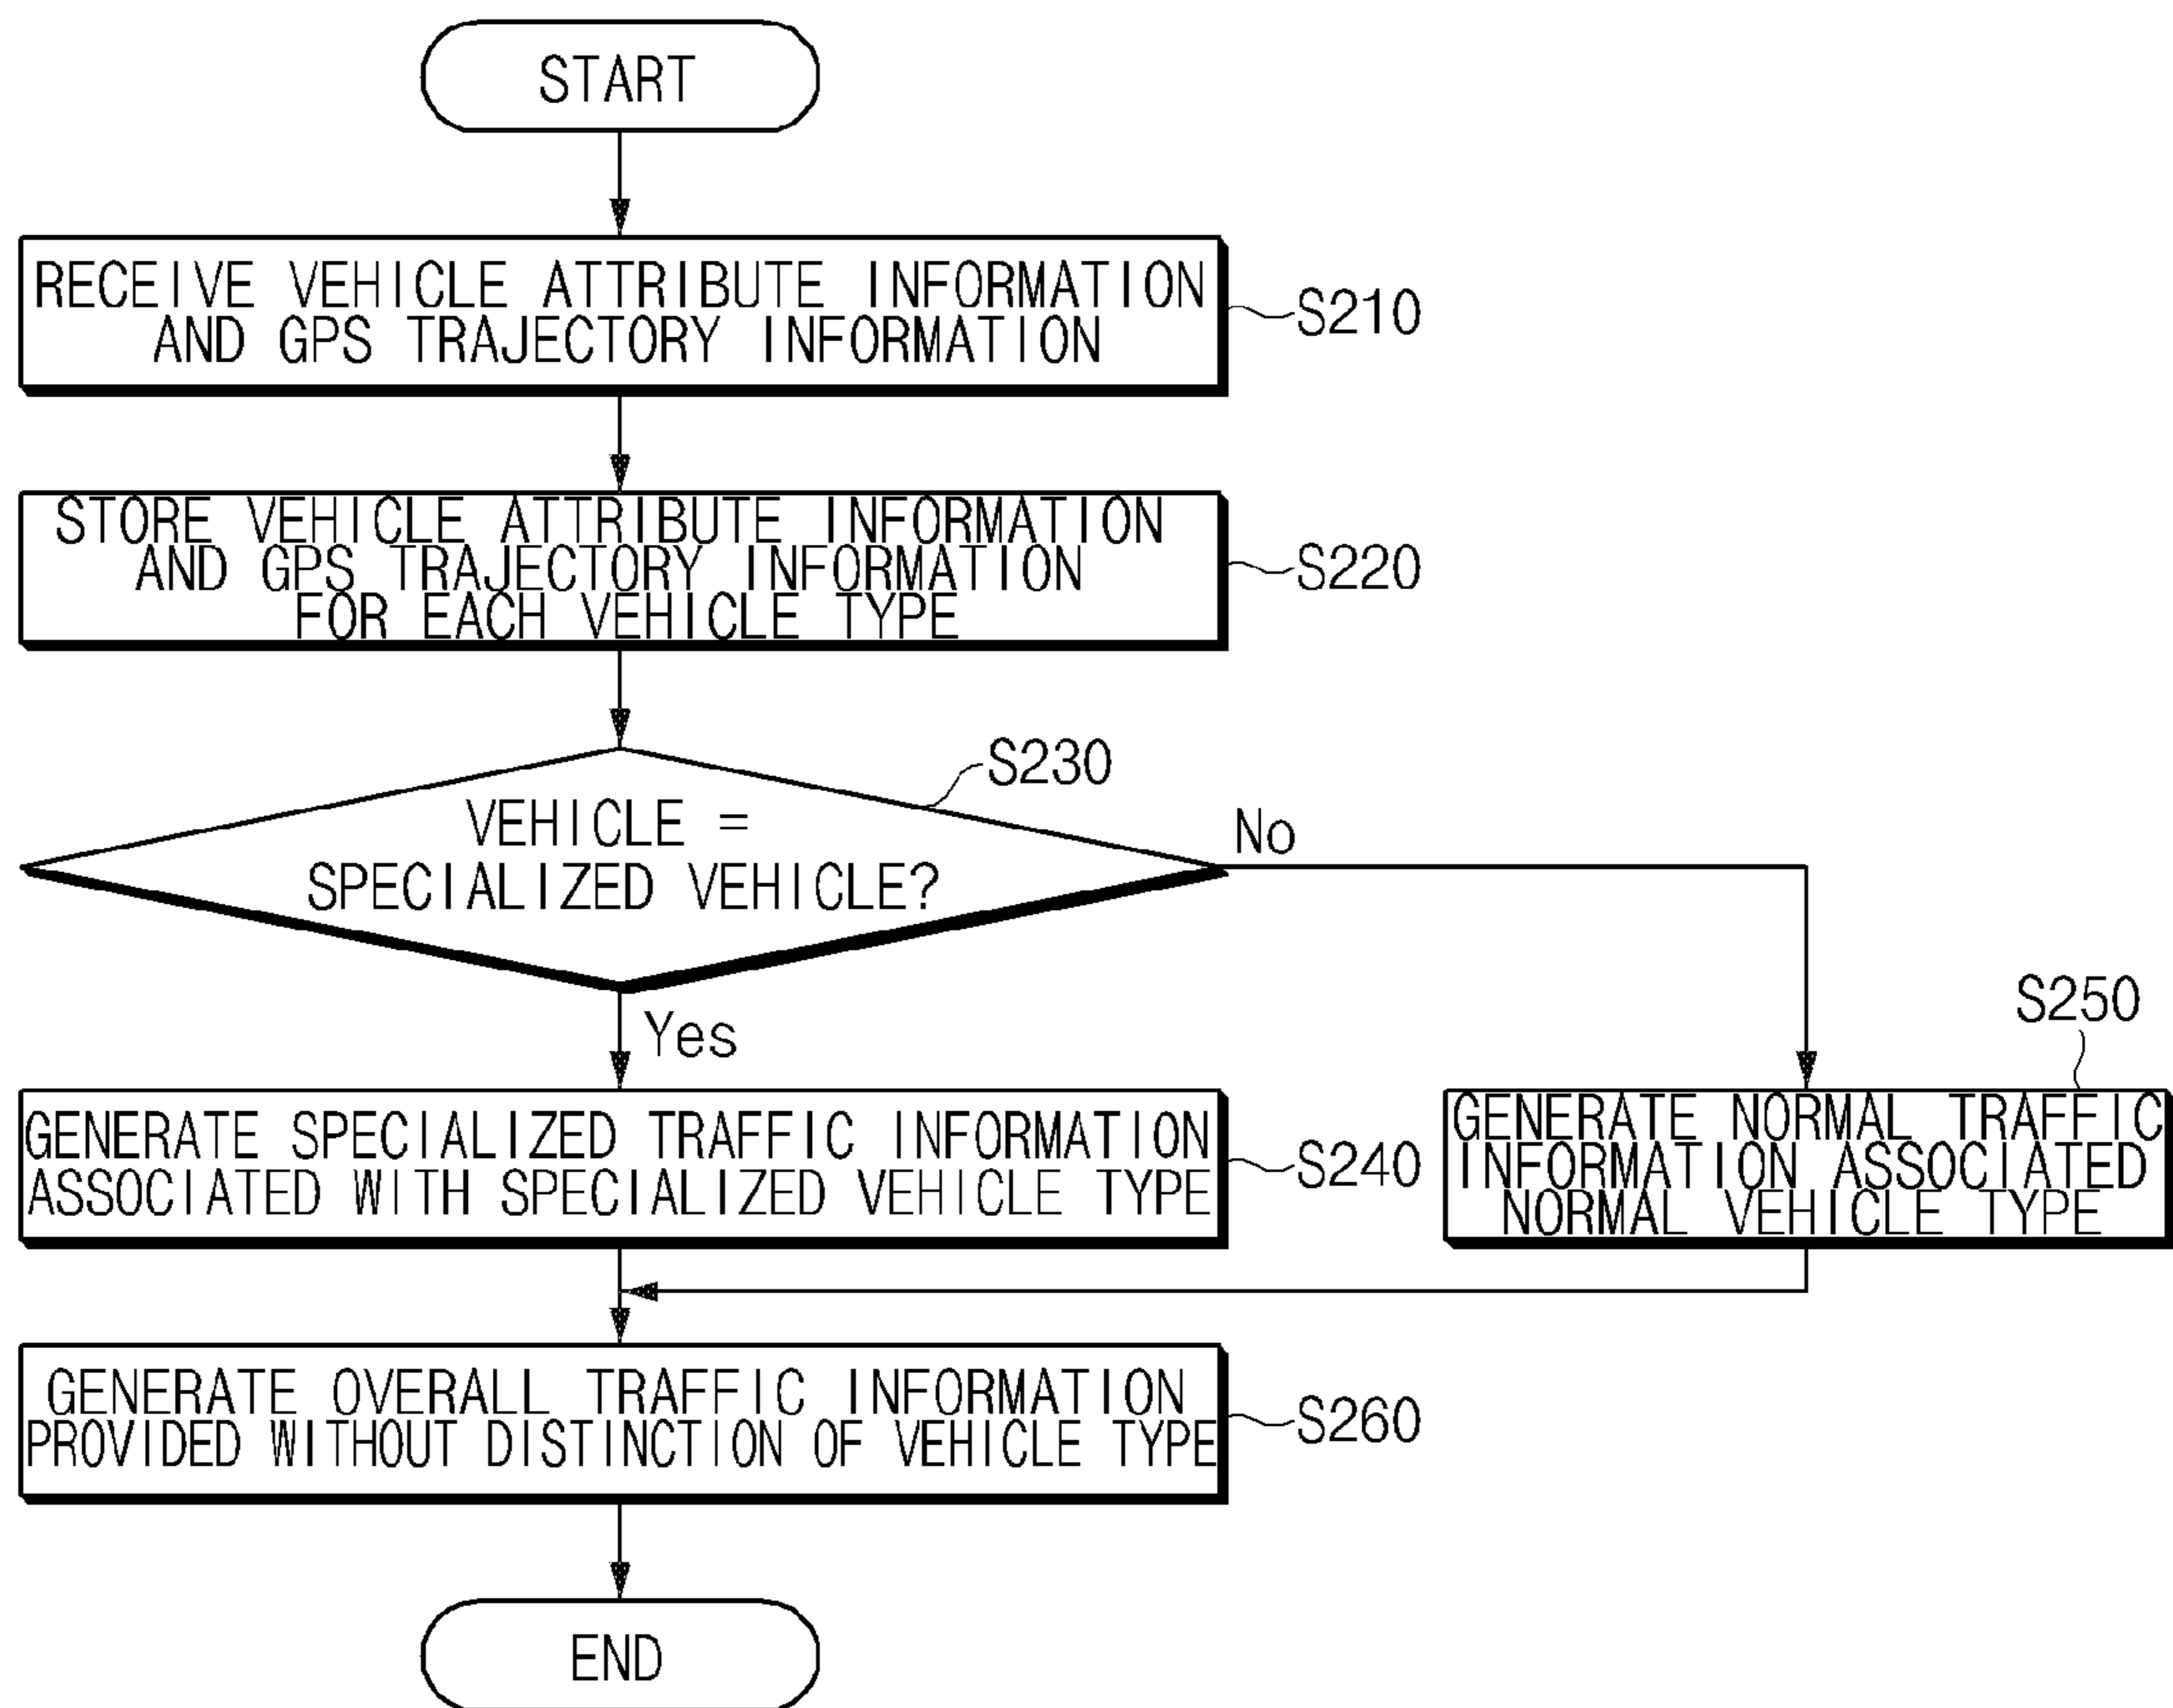 START
RECEIVE VEHICLE ATTRIBUTE INFORMATION
AND GPS TRAJECTORY INFORMATION
S210
STORE VEHICLE ATTRIBUTE INFORMATION
AND GPS TRAJECTORY INFORMATION
FOR EACH VEHICLE TYPE
S220
S230
VEHICLE =
SPECIALIZED VEHICLE?
No
Yes
GENERATE SPECIALIZED TRAFFIC INFORMATION
ASSOCIATED WITH SPECIALIZED VEHICLE TYPE
S240
S250
GENERATE NORMAL TRAFFIC
INFORMATION ASSOCIATED
NORMAL VEHICLE TYPE
GENERATE OVERALL TRAFFIC INFORMATION
PROVIDED WITHOUT DISTINCTION OF VEHICLE TYPE
S260
END